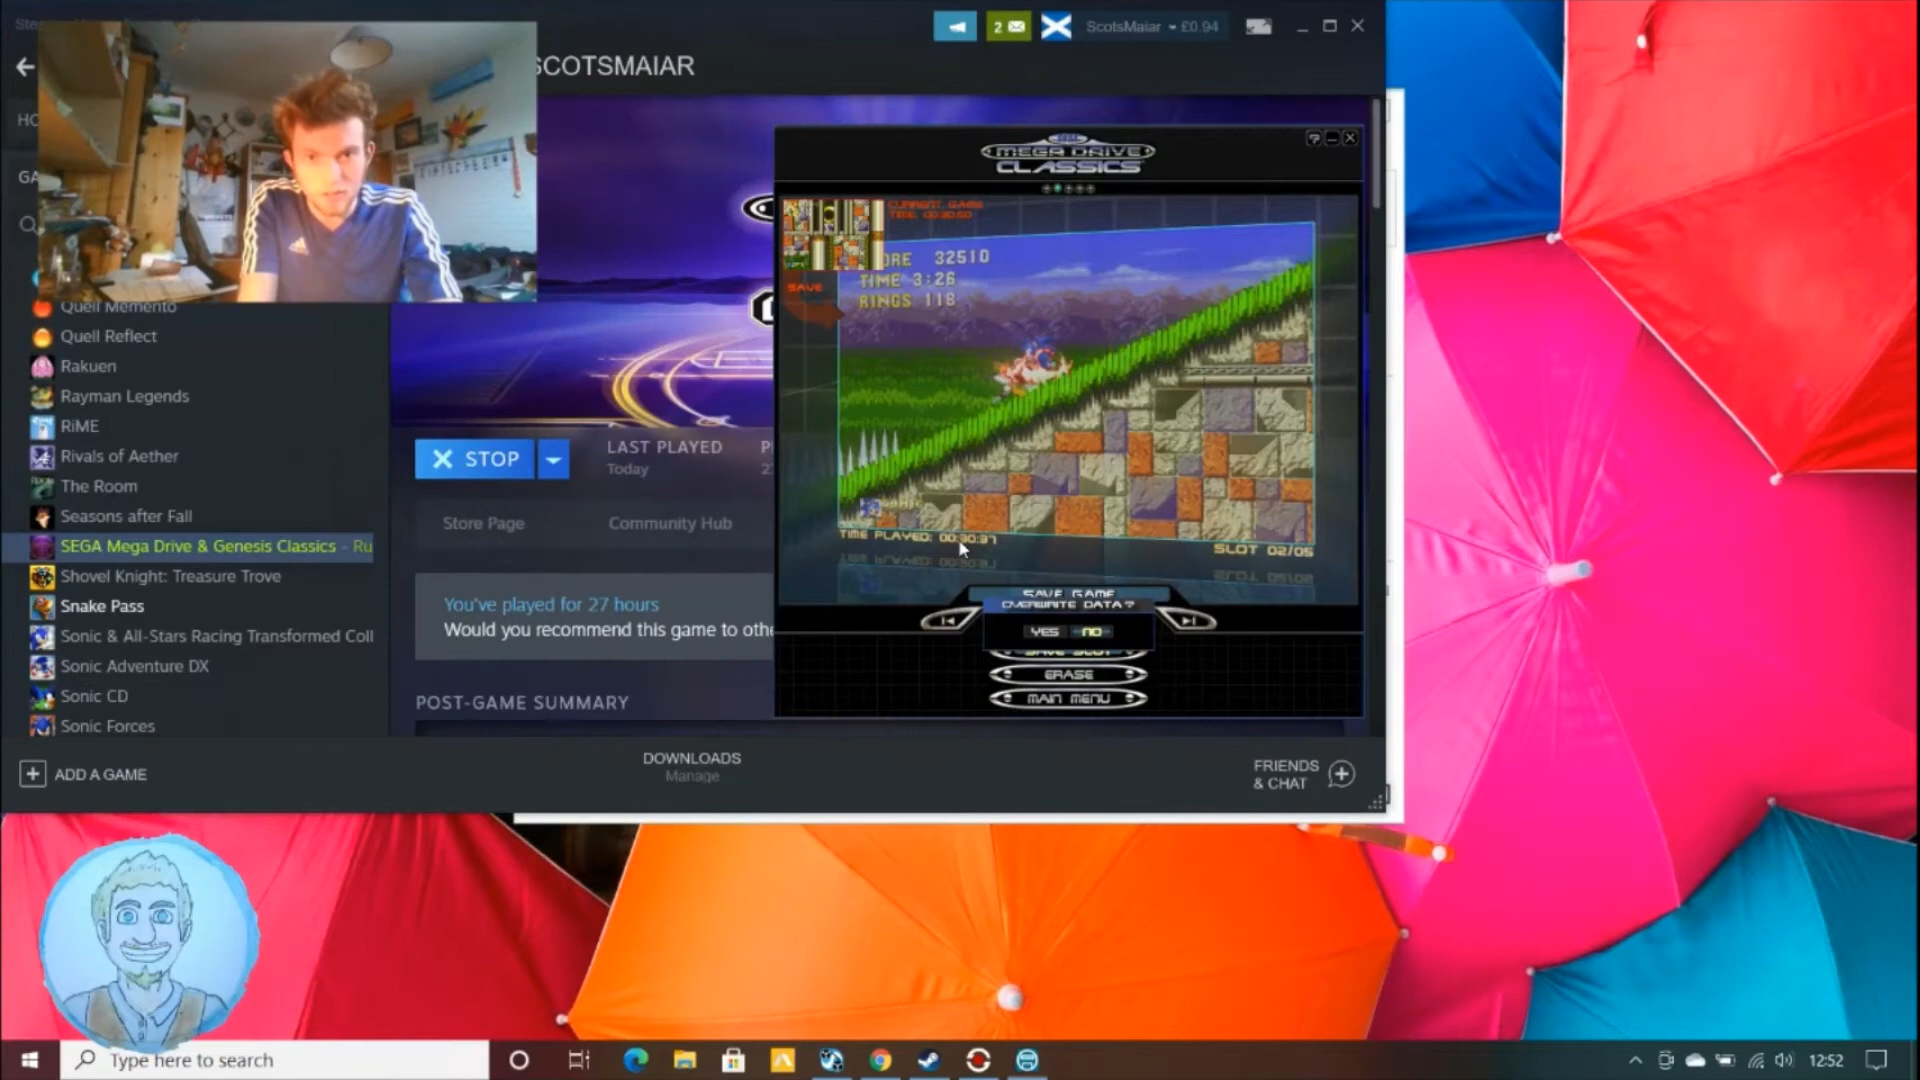 2
ScotsMaiar
£0.94
SCOTSMAIAR
Quell Memento
Quell Reflect
Rakuen
Rayman Legends
RiME
Rivals of Aether
The Room
Seasons after Fall
SEGA Mega Drive & Genesis Classics - Ru
Shovel Knight: Treasure Trove
Snake Pass
Sonic & All-Stars Racing Transformed Coll
Sonic Adventure DX
Sonic CD
Sonic Forces
ADD A GAME
STOP
LAST PLAYED
Today
Store Page
Community Hub
You've played for 27 hours
Would you recommend this game to othe
POST-GAME SUMMARY
DOWNLOADS
Manage
FRIENDS
& CHAT
MEGA DRIVE
CLASSICS
CURRENT GAME
SAVE
32510
TIME 3:26
RINGS 118
TIME PLAYED: 00:30:37
SLOT 02/05
SAVE GAME
OVERWRITE DATA?
YES NO
SAVE SLOT
ERASE
MAIN MENU
Type here to search
12:52